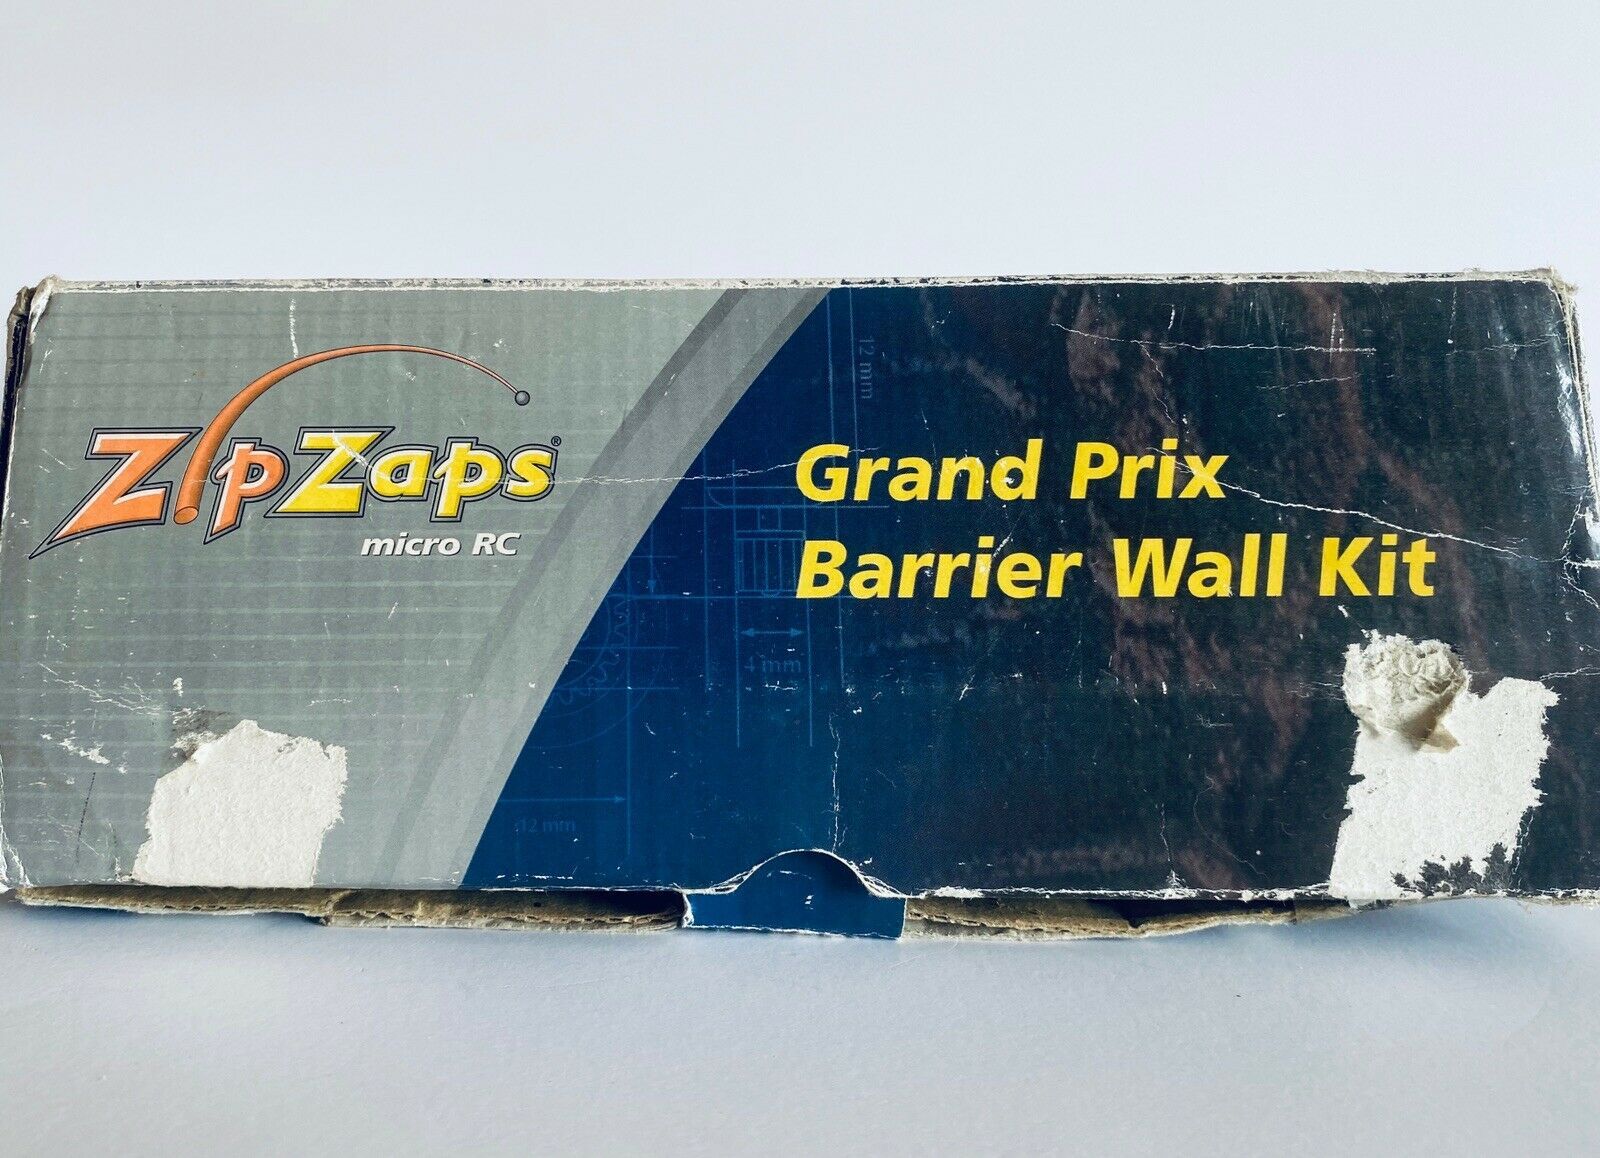 ZipZaps®
micro RC
Grand Prix
Barrier Wall Kit
12 mm
4 mm
12 mm